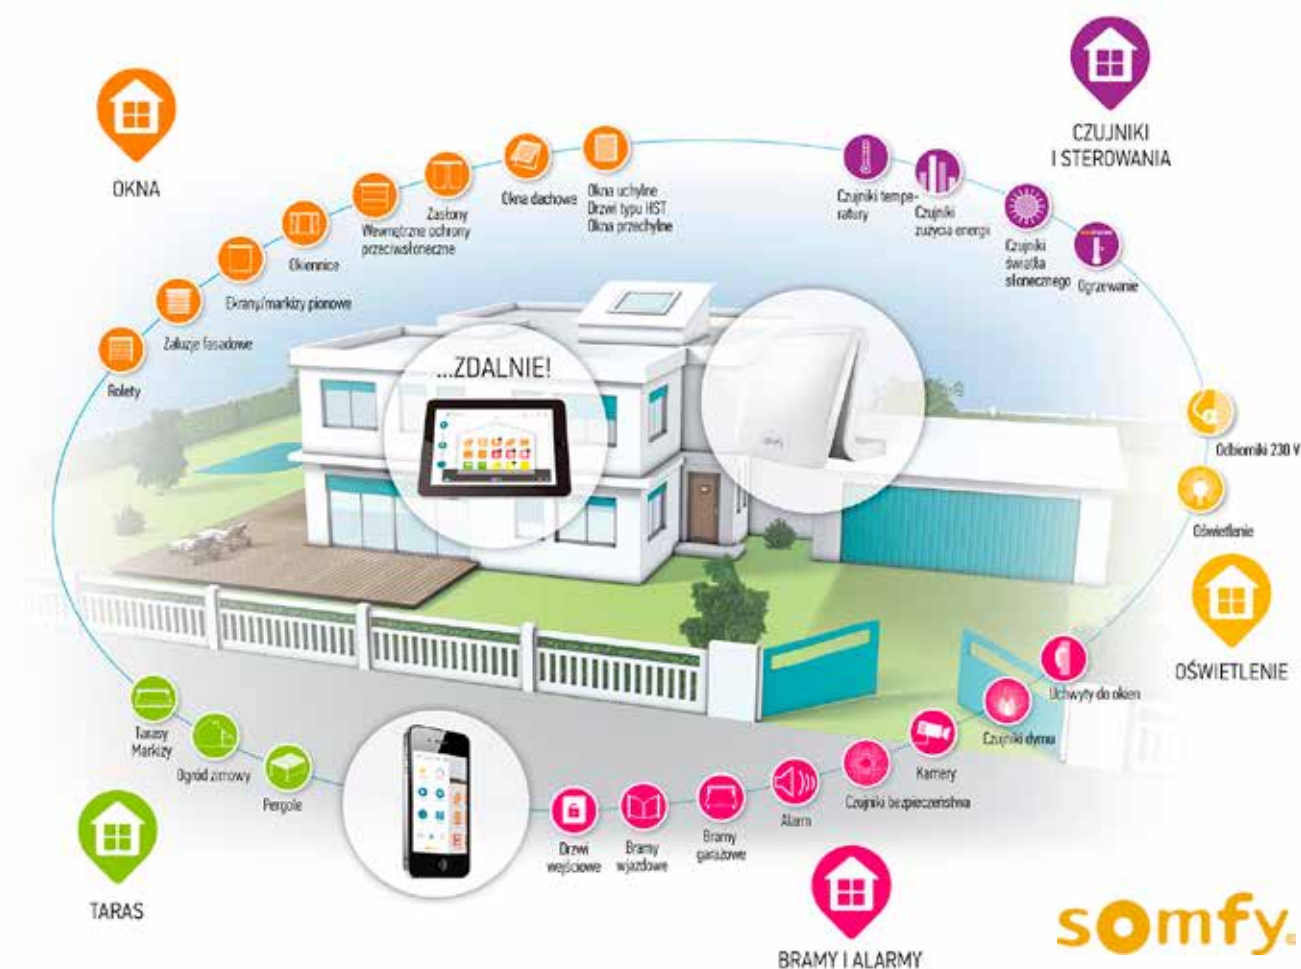 OKNA
CZUJNIKI
I STEROWANIA
Okna uchylne
Drzwi typu HST
Okna przechylne
Okna dachowe
Zasłony
Wewnętrzne ochrony
przeciwsłoneczne
Okiennice
Ekrany/markizy pionowe
Żaluzje fasadowe
Rolety
Czujniki tempe-
ratury
Czujniki
zużycia energii
Czujniki
światła
słonecznego
Ogrzewanie
...ZDALNIE!
Odbiorniki 230 V
Oświetlenie
OŚWIETLENIE
Uchwyty do okien
Czujniki dymu
Kamery
Czujniki bezpieczeństwa
Alarm
Bramy
garażowe
Bramy
wjazdowe
Drzwi
wejściowe
Tarasy
Markizy
Ogród zimowy
Pergole
TARAS
BRAMY I ALARMY
somfy.